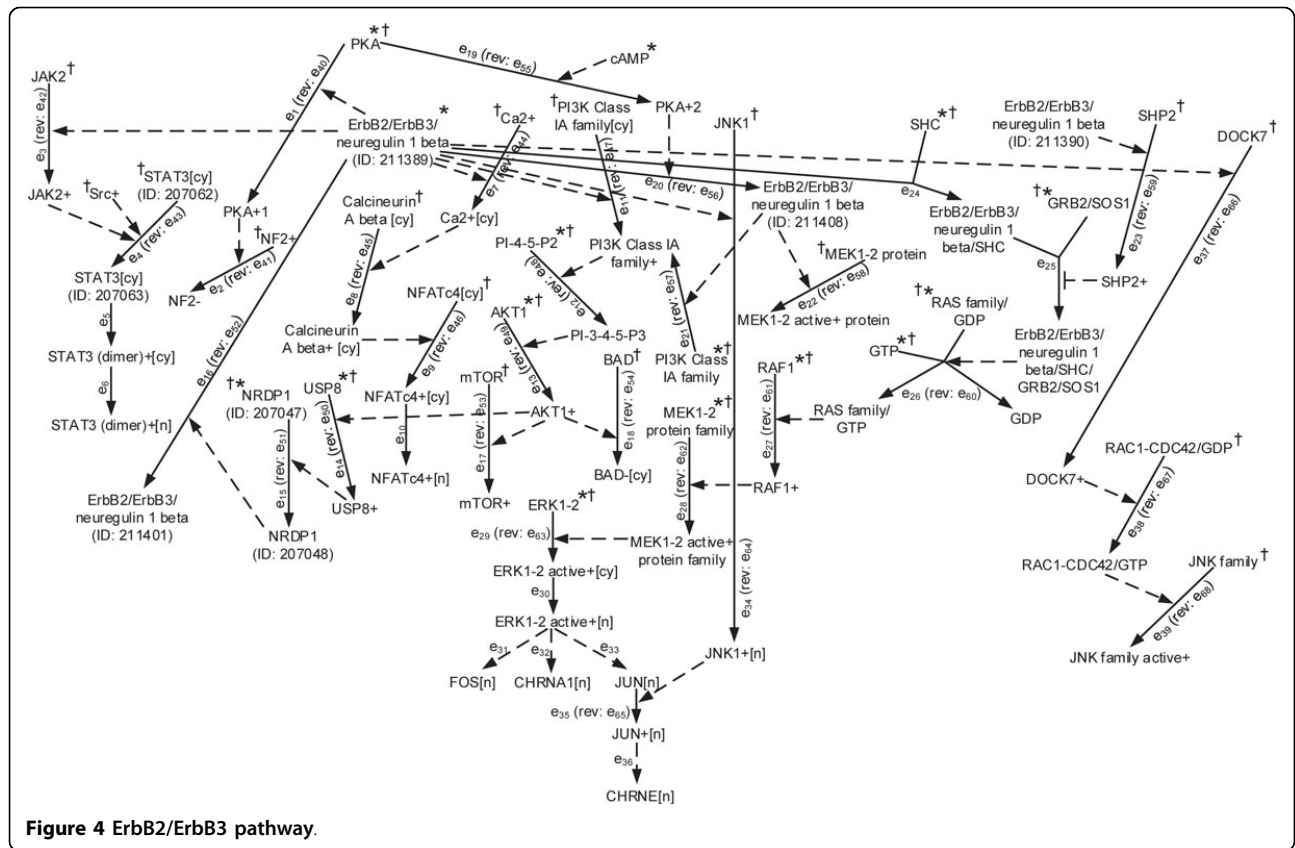 PKA*†
e19 (rev: e55)
cAMP*
JAK2†
e1 (rev: e40)
e3 (rev: e42)
ErbB2/ErbB3/
neuregulin 1 beta
(ID: 211389)
*
†Ca2+
†PI3K Class
IA family[cy]
PKA+2
JNK1†
SHC*†
ErbB2/ErbB3/
neuregulin 1 beta
(ID: 211390)
SHP2†
DOCK7†
e7 (rev: e44)
e11 (rev: e47)
e20 (rev: e56)
e24
e23 (rev: e59)
e37 (rev: e66)
JAK2+
†Src+
†STAT3[cy]
(ID: 207062)
e4 (rev: e43)
PKA+1
†NF2+
e2 (rev: e41)
NF2-
STAT3[cy]
(ID: 207063)
e5
STAT3 (dimer)+[cy]
e6
STAT3 (dimer)+[n]
Calcineurin†
A beta [cy]
Ca2+[cy]
e8 (rev: e45)
Calcineurin
A beta+ [cy]
PI-4-5-P2*†
PI3K Class IA
family+
e12 (rev: e48)
PI-3-4-5-P3
ErbB2/ErbB3/
neuregulin 1 beta
(ID: 211408)
†MEK1-2 protein
e22 (rev: e58)
MEK1-2 active+ protein
e21 (rev: e57)
PI3K Class*†
IA family
ErbB2/ErbB3/
neuregulin 1
beta/SHC
†*GRB2/SOS1
e25
SHP2+
ErbB2/ErbB3/
neuregulin 1
beta/SHC/
GRB2/SOS1
†*RAS family/
GDP
GTP*†
e26 (rev: e60)
RAS family/
GTP
GDP
NFATc4[cy]†
e9 (rev: e46)
NFATc4+[cy]
e10
NFATc4+[n]
AKT1*†
e13 (rev: e49)
AKT1+
BAD†
e18 (rev: e54)
BAD-[cy]
mTOR†
e17 (rev: e53)
mTOR+
e16 (rev: e52)
†*NRDP1
(ID: 207047)
USP8*†
e14 (rev: e50)
USP8+
e15 (rev: e51)
NRDP1
(ID: 207048)
ErbB2/ErbB3/
neuregulin 1 beta
(ID: 211401)
RAF1*†
e27 (rev: e61)
RAF1+
MEK1-2*†
protein family
e28 (rev: e62)
MEK1-2 active+
protein family
ERK1-2*†
e29 (rev: e63)
ERK1-2 active+[cy]
e30
ERK1-2 active+[n]
e31
e32
e33
FOS[n]
CHRNA1[n]
JUN[n]
e34 (rev: e64)
JNK1+[n]
e35 (rev: e65)
JUN+[n]
e36
CHRNE[n]
DOCK7+
RAC1-CDC42/GDP†
e38 (rev: e67)
RAC1-CDC42/GTP
JNK family†
e39 (rev: e68)
JNK family active+
Figure 4 ErbB2/ErbB3 pathway.